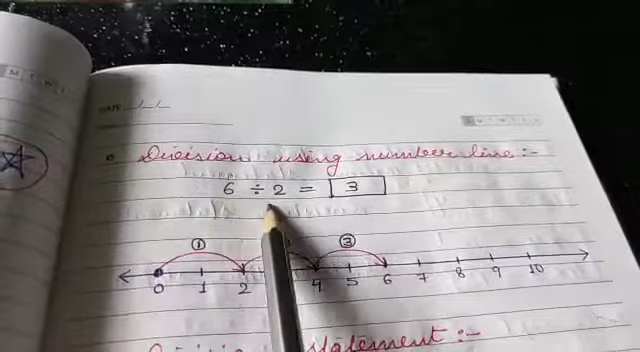 DATE
Division using number line :-
6 ÷ 2 = 3
① ③
0 1 2 4 5 6 7 8 9 10
statement :-